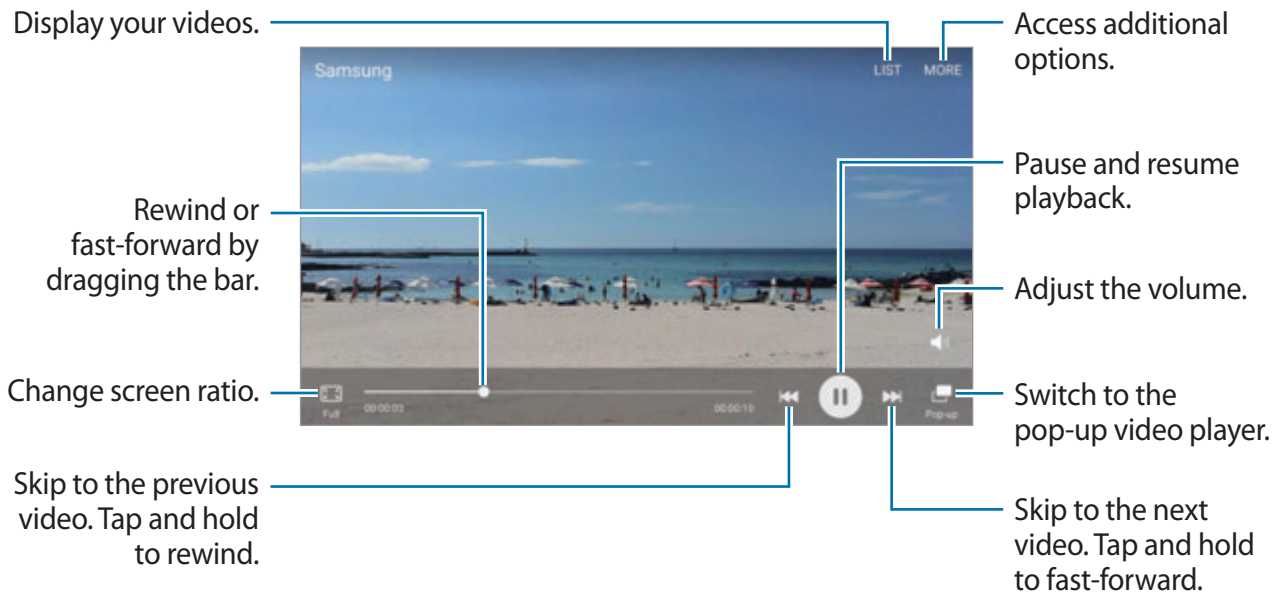 Display your videos.
Access additional
options.
Samsung
LIST MORE
Pause and resume
playback.
Rewind or
fast-forward by
dragging the bar.
Adjust the volume.
Change screen ratio.
Full
00:00:03
00:00:10
Pop-up
Switch to the
pop-up video player.
Skip to the previous
video. Tap and hold
to rewind.
Skip to the next
video. Tap and hold
to fast-forward.